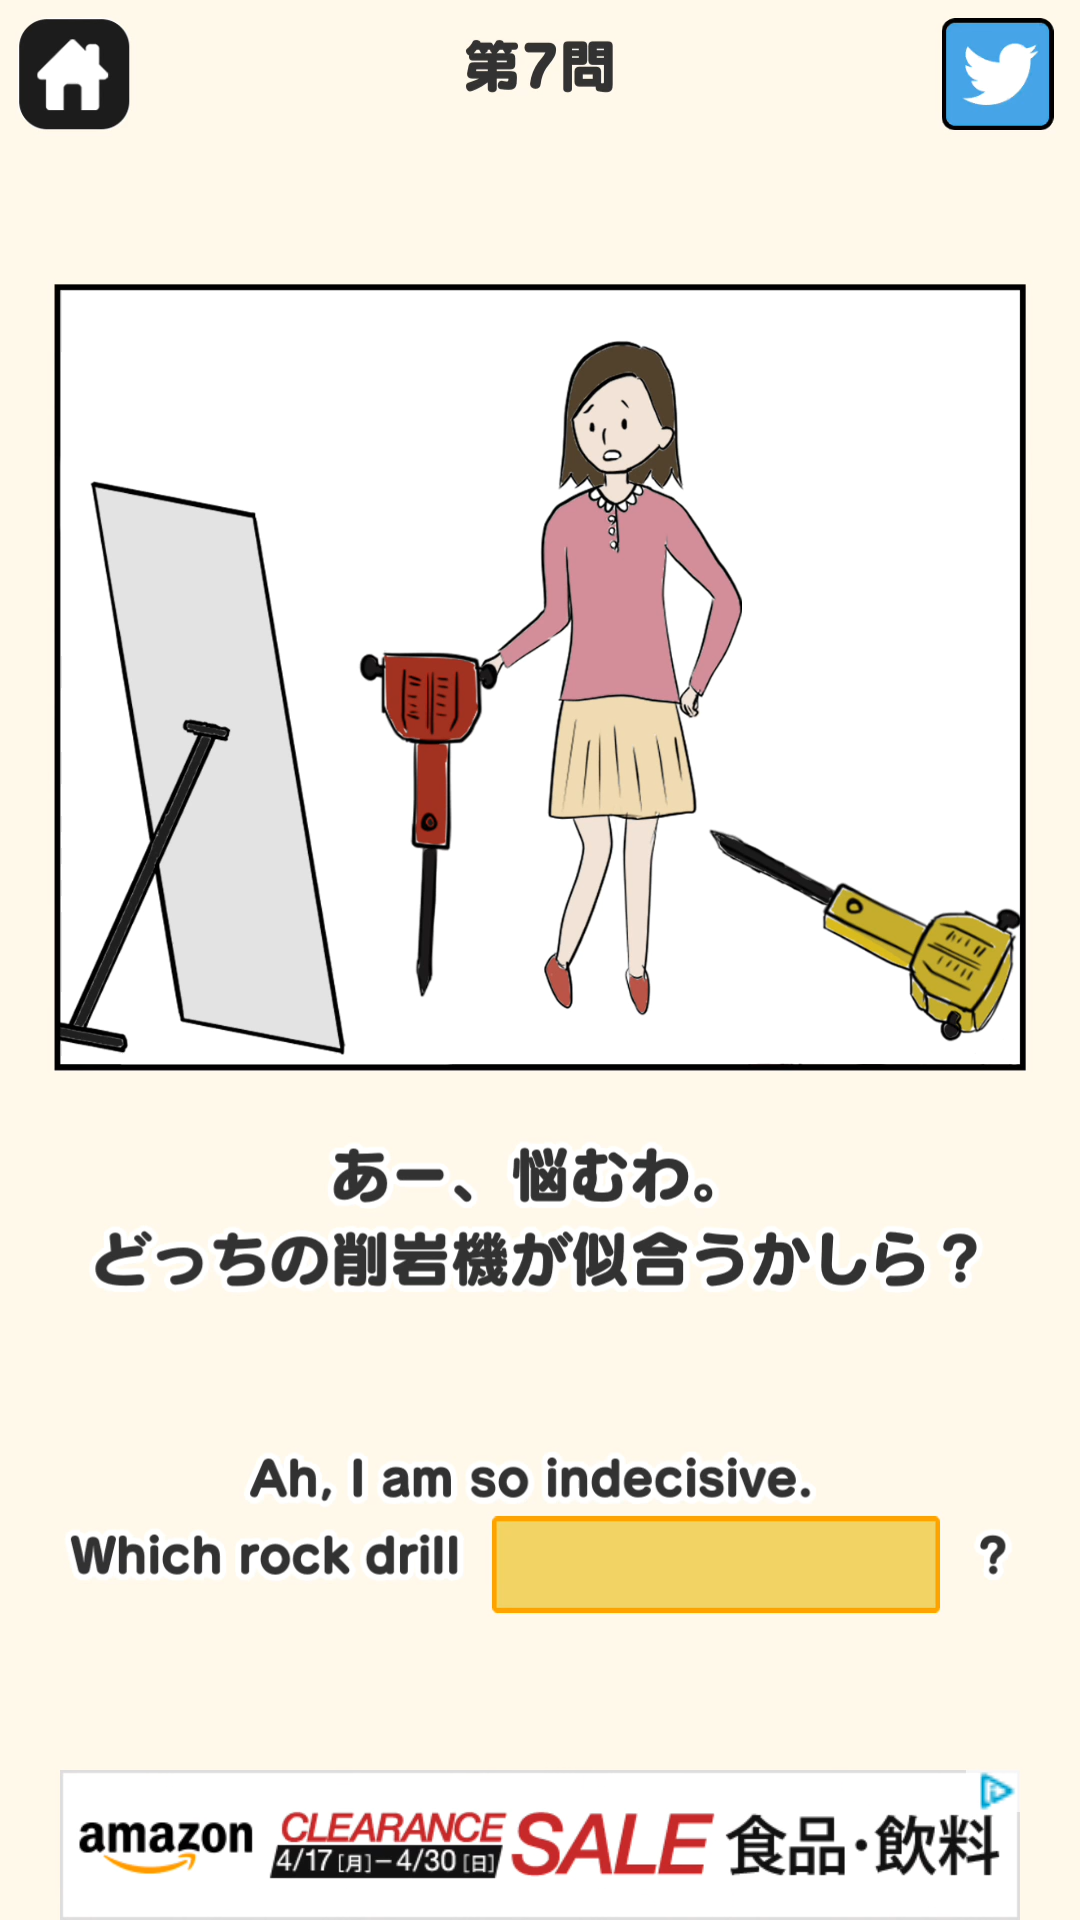 第7問
あー、悩むわ。
どっちの削岩機が似合うかしら？
Ah, I am so indecisive.
Which rock drill ?
amazon
CLEARANCE
4/17[月]-4/30[日]
SALE
食品・飲料